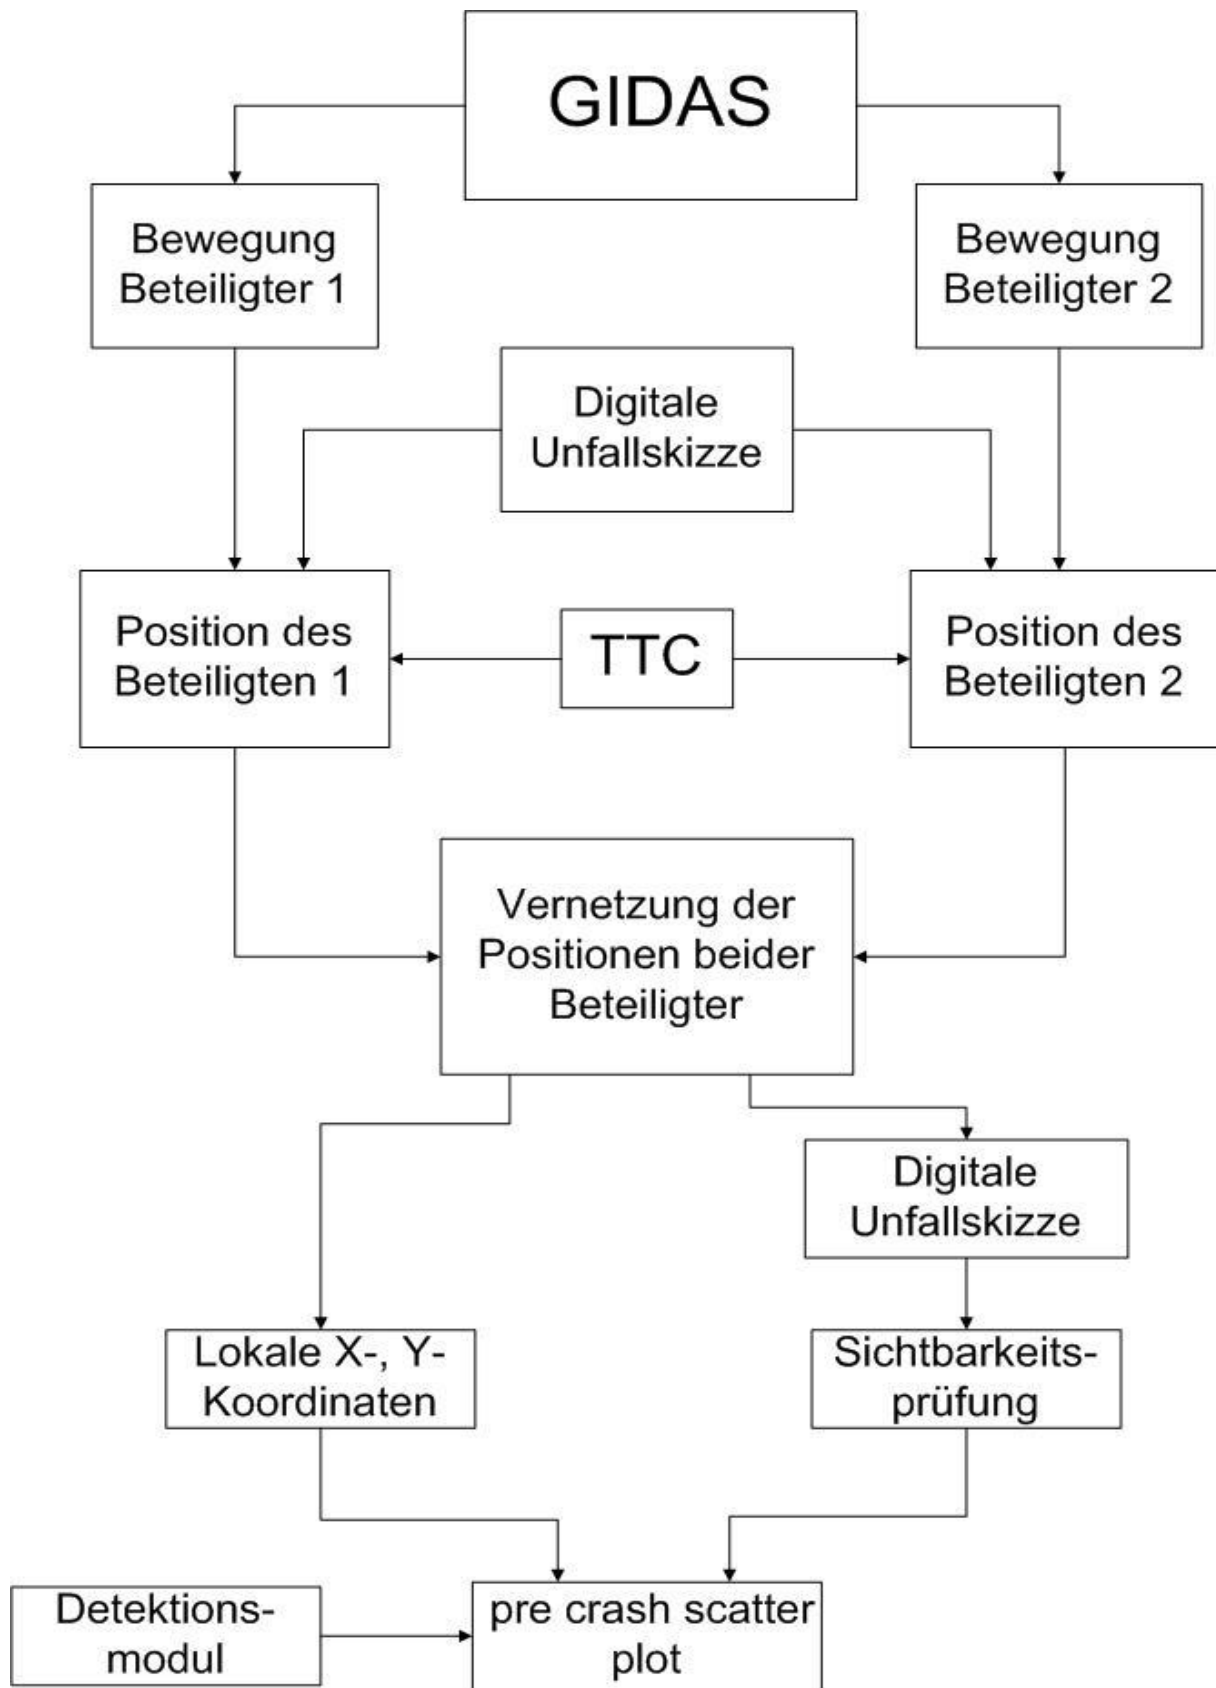 GIDAS
Bewegung
Beteiligter 1
Bewegung
Beteiligter 2
Digitale
Unfallskizze
Position des
Beteiligten 1
TTC
Position des
Beteiligten 2
Vernetzung der
Positionen beider
Beteiligter
Digitale
Unfallskizze
Lokale X-, Y-
Koordinaten
Sichtbarkeits-
prüfung
Detektions-
modul
pre crash scatter
plot